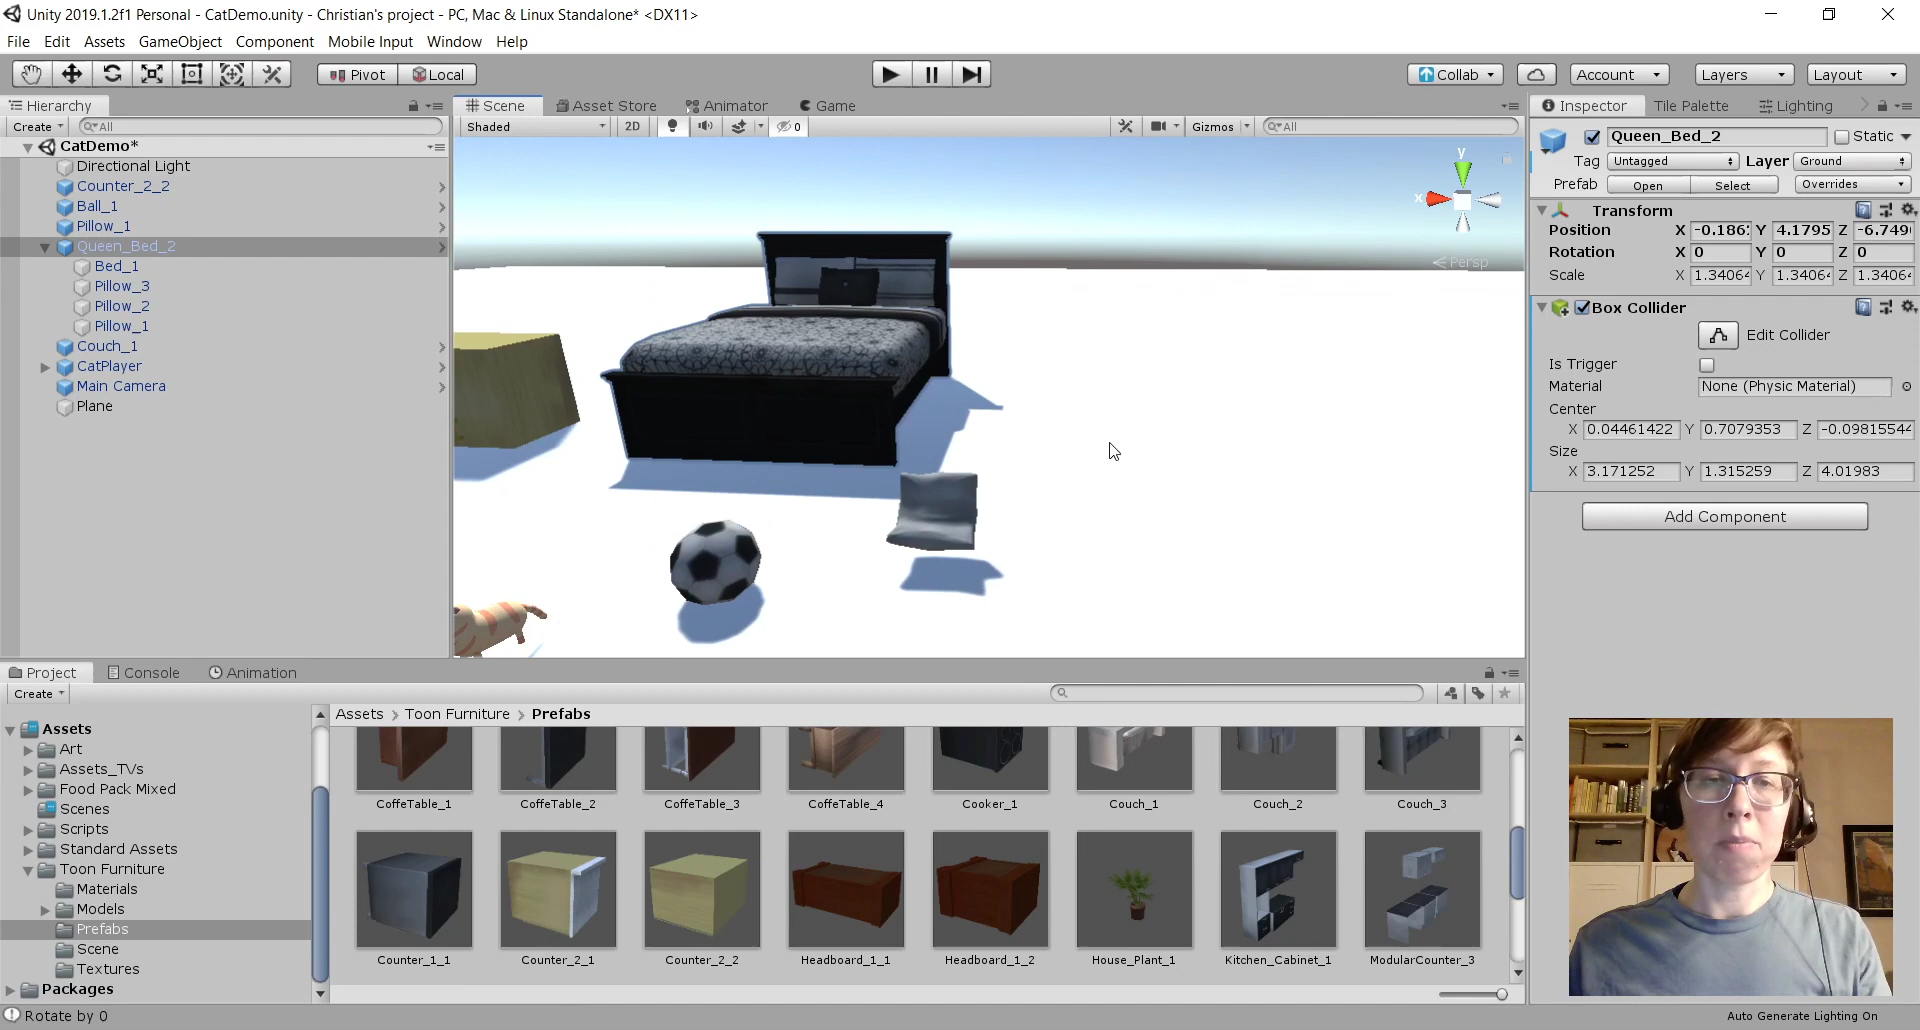 Unity 2019.1.2f1 Personal - CatDemo.unity - Christian's project - PC, Mac & Linux Standalone* <DX11>
File Edit Assets GameObject Component Mobile Input Window Help
Pivot Local Collab Account Layers Layout
Hierarchy Scene Asset Store Animator Game Inspector Tile Palette Lighting
Create All Shaded 2D 0 Gizmos All Queen_Bed_2 Static
CatDemo*
Directional Light
Counter_2_2
Ball_1
Pillow_1
Queen_Bed_2
Bed_1
Pillow_3
Pillow_2
Pillow_1
Couch_1
CatPlayer
Main Camera
Plane
y
x
Persp
Tag Untagged Layer Ground
Prefab Open Select Overrides
Transform
Position X -0.186 Y 4.1795 Z -6.749
Rotation X 0 Y 0 Z 0
Scale X 1.3406 Y 1.3406 Z 1.3406
Box Collider
Edit Collider
Is Trigger
Material None (Physic Material)
Center
X 0.04461422 Y 0.7079353 Z -0.0981554
Size
X 3.171252 Y 1.315259 Z 4.01983
Add Component
Project Console Animation
Create
Assets
Art
Assets_TVs
Food Pack Mixed
Scenes
Scripts
Standard Assets
Toon Furniture
Materials
Models
Prefabs
Scene
Textures
Packages
Assets > Toon Furniture > Prefabs
CoffeTable_1 CoffeTable_2 CoffeTable_3 CoffeTable_4 Cooker_1 Couch_1 Couch_2 Couch_3
Counter_1_1 Counter_2_1 Counter_2_2 Headboard_1_1 Headboard_1_2 House_Plant_1 Kitchen_Cabinet_1 ModularCounter_3
Rotate by 0
Auto Generate Lighting On